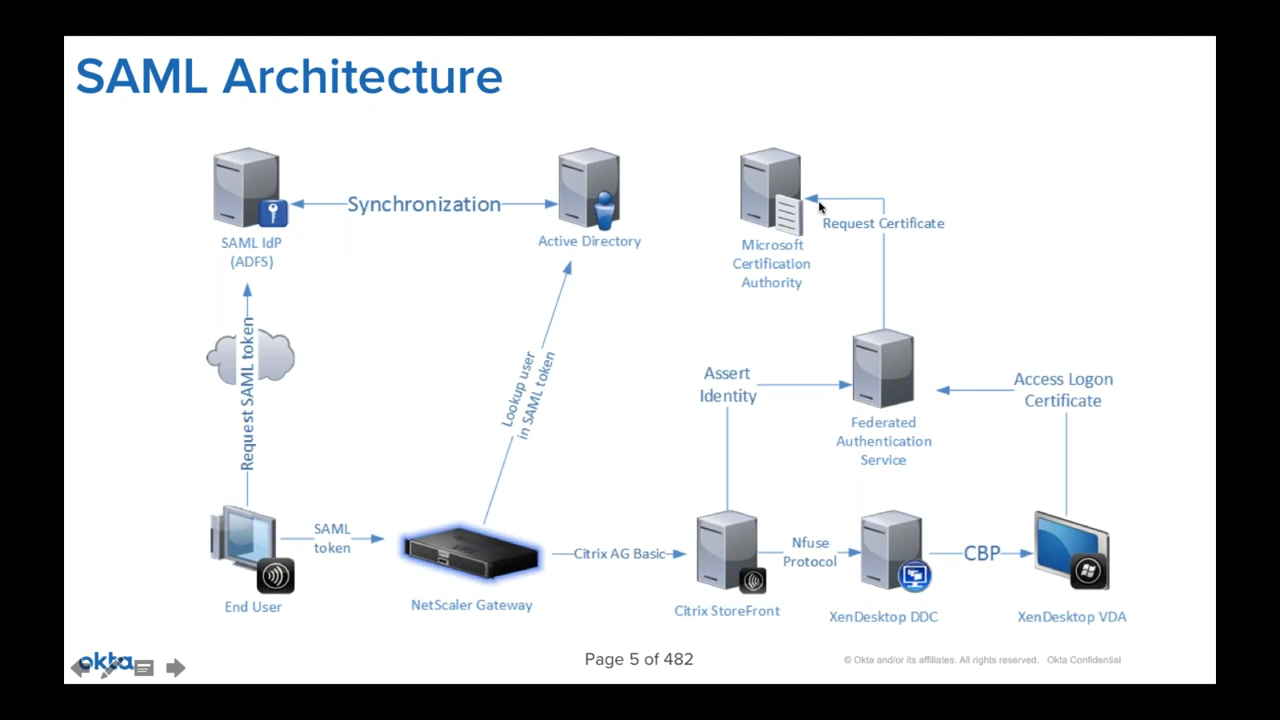 SAML Architecture
Synchronization
SAML IdP
(ADFS)
Active Directory
Microsoft
Certification
Authority
Request Certificate
Request SAML token
Lookup user
in SAML token
Assert
Identity
Federated
Authentication
Service
Access Logon
Certificate
End User
SAML
token
NetScaler Gateway
Citrix AG Basic
Citrix StoreFront
Nfuse
Protocol
XenDesktop DDC
CBP
XenDesktop VDA
okta
Page 5 of 482
© Okta and/or its affiliates. All rights reserved. Okta Confidential